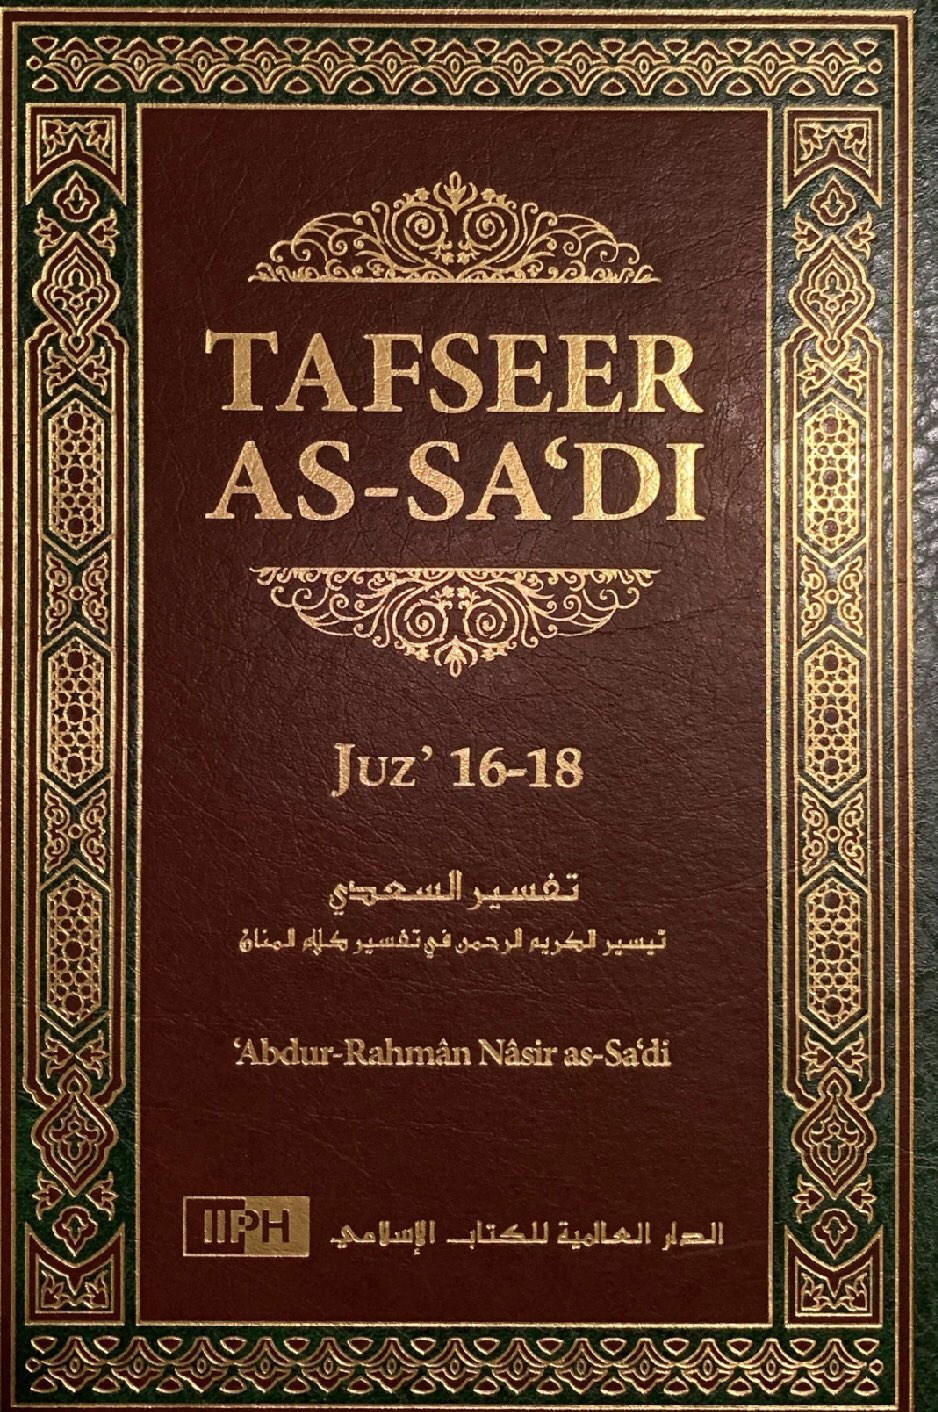 TAFSEER
AS-SA‘DI
Juz’ 16-18
تفسير السعدي
تيسير الكريم الرحمن في تفسير كلام المنان
‘Abdur-Rahmân Nâsir as-Sa‘di
IIPH
الدار العالمية للكتاب الإسلامي